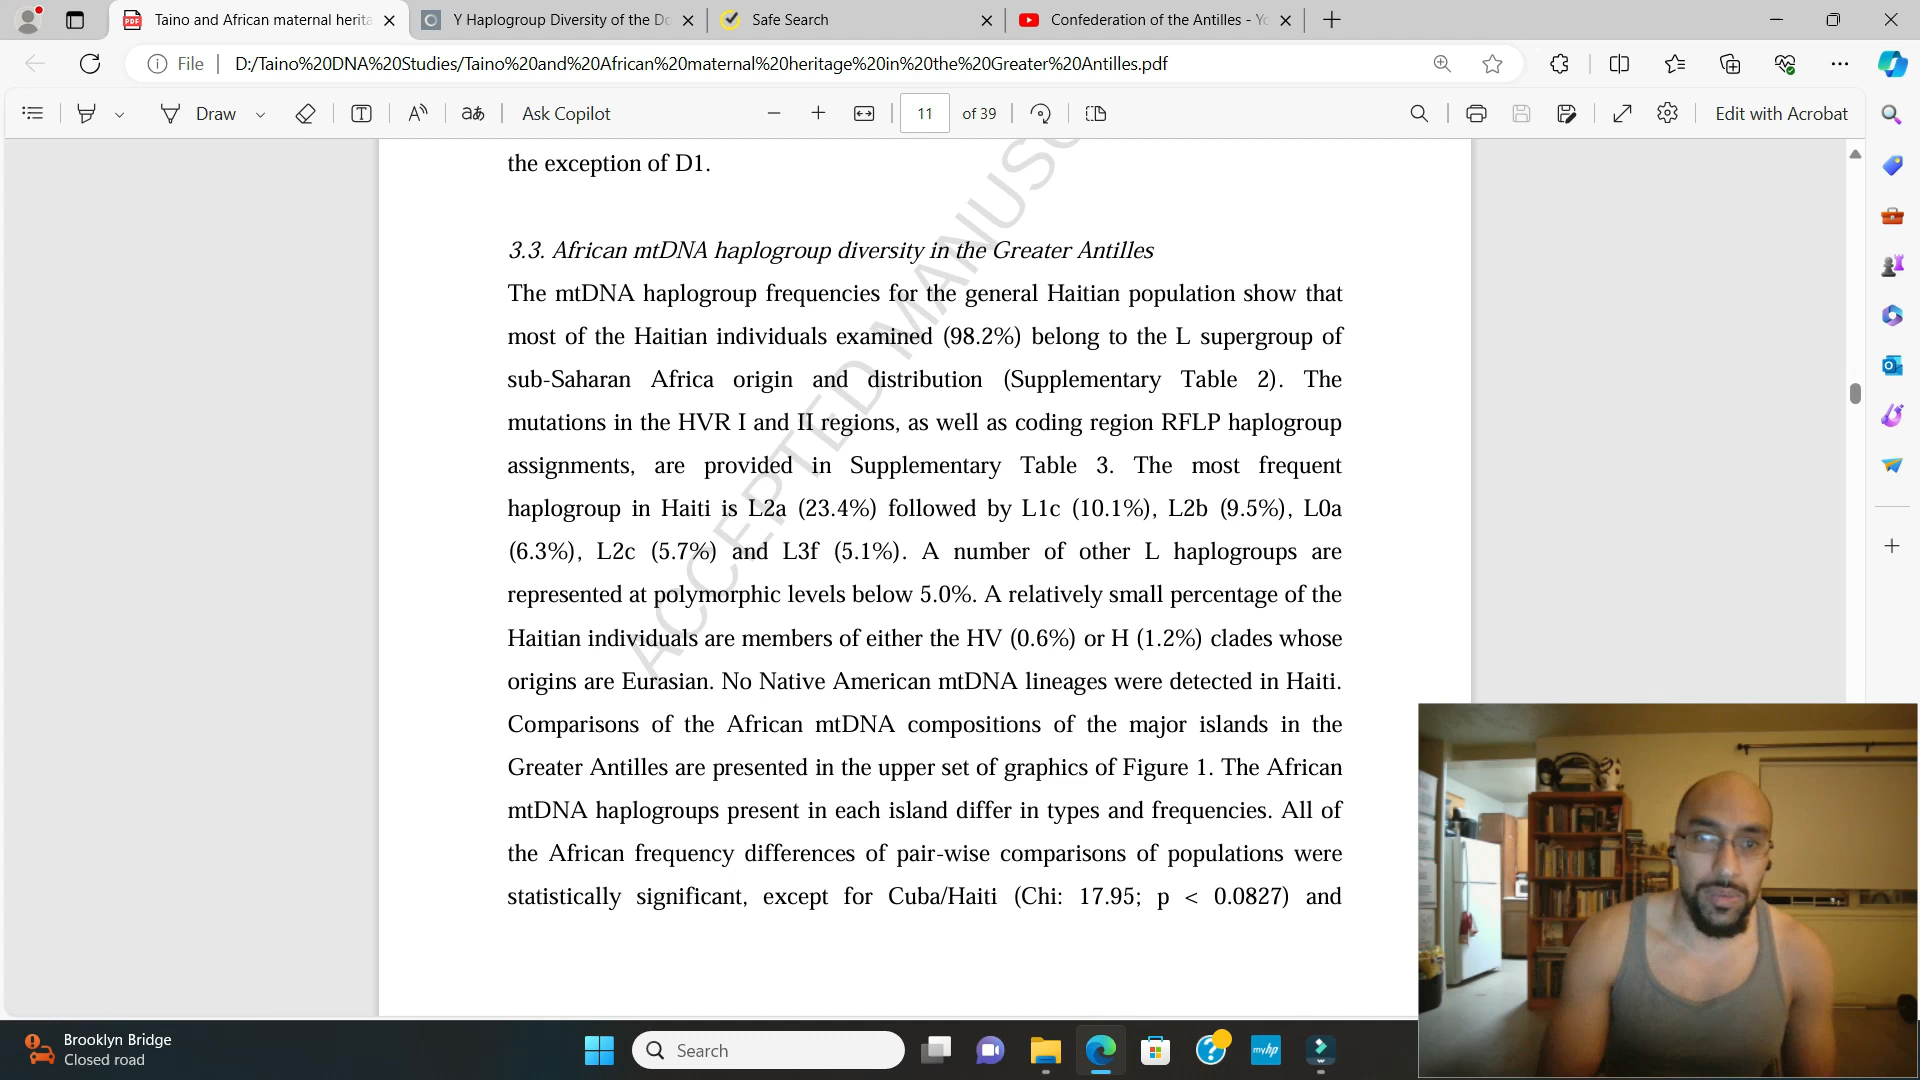 Taino and African maternal herita
Y Haplogroup Diversity of the Do
Safe Search
Confederation of the Antilles - Yo
File
D:/Taino%20DNA%20Studies/Taino%20and%20African%20maternal%20heritage%20in%20the%20Greater%20Antilles.pdf
Draw
Ask Copilot
11 of 39
Edit with Acrobat
the exception of D1.
3.3. African mtDNA haplogroup diversity in the Greater Antilles
The mtDNA haplogroup frequencies for the general Haitian population show that
most of the Haitian individuals examined (98.2%) belong to the L supergroup of
sub-Saharan Africa origin and distribution (Supplementary Table 2). The
mutations in the HVR I and II regions, as well as coding region RFLP haplogroup
assignments, are provided in Supplementary Table 3. The most frequent
haplogroup in Haiti is L2a (23.4%) followed by L1c (10.1%), L2b (9.5%), L0a
(6.3%), L2c (5.7%) and L3f (5.1%). A number of other L haplogroups are
represented at polymorphic levels below 5.0%. A relatively small percentage of the
Haitian individuals are members of either the HV (0.6%) or H (1.2%) clades whose
origins are Eurasian. No Native American mtDNA lineages were detected in Haiti.
Comparisons of the African mtDNA compositions of the major islands in the
Greater Antilles are presented in the upper set of graphics of Figure 1. The African
mtDNA haplogroups present in each island differ in types and frequencies. All of
the African frequency differences of pair-wise comparisons of populations were
statistically significant, except for Cuba/Haiti (Chi: 17.95; p < 0.0827) and
ACCEPTED MANUSC
Brooklyn Bridge
Closed road
Search
myhp